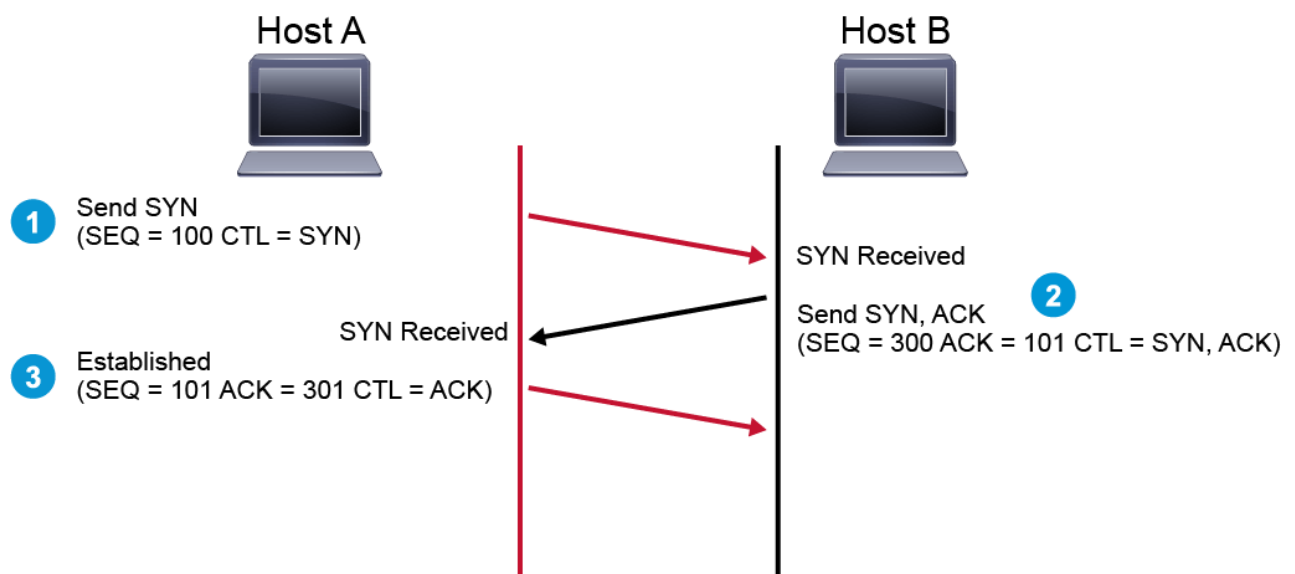 Host A
Host B
1
Send SYN
(SEQ = 100 CTL = SYN)
SYN Received
2
Send SYN, ACK
(SEQ = 300 ACK = 101 CTL = SYN, ACK)
SYN Received
3
Established
(SEQ = 101 ACK = 301 CTL = ACK)